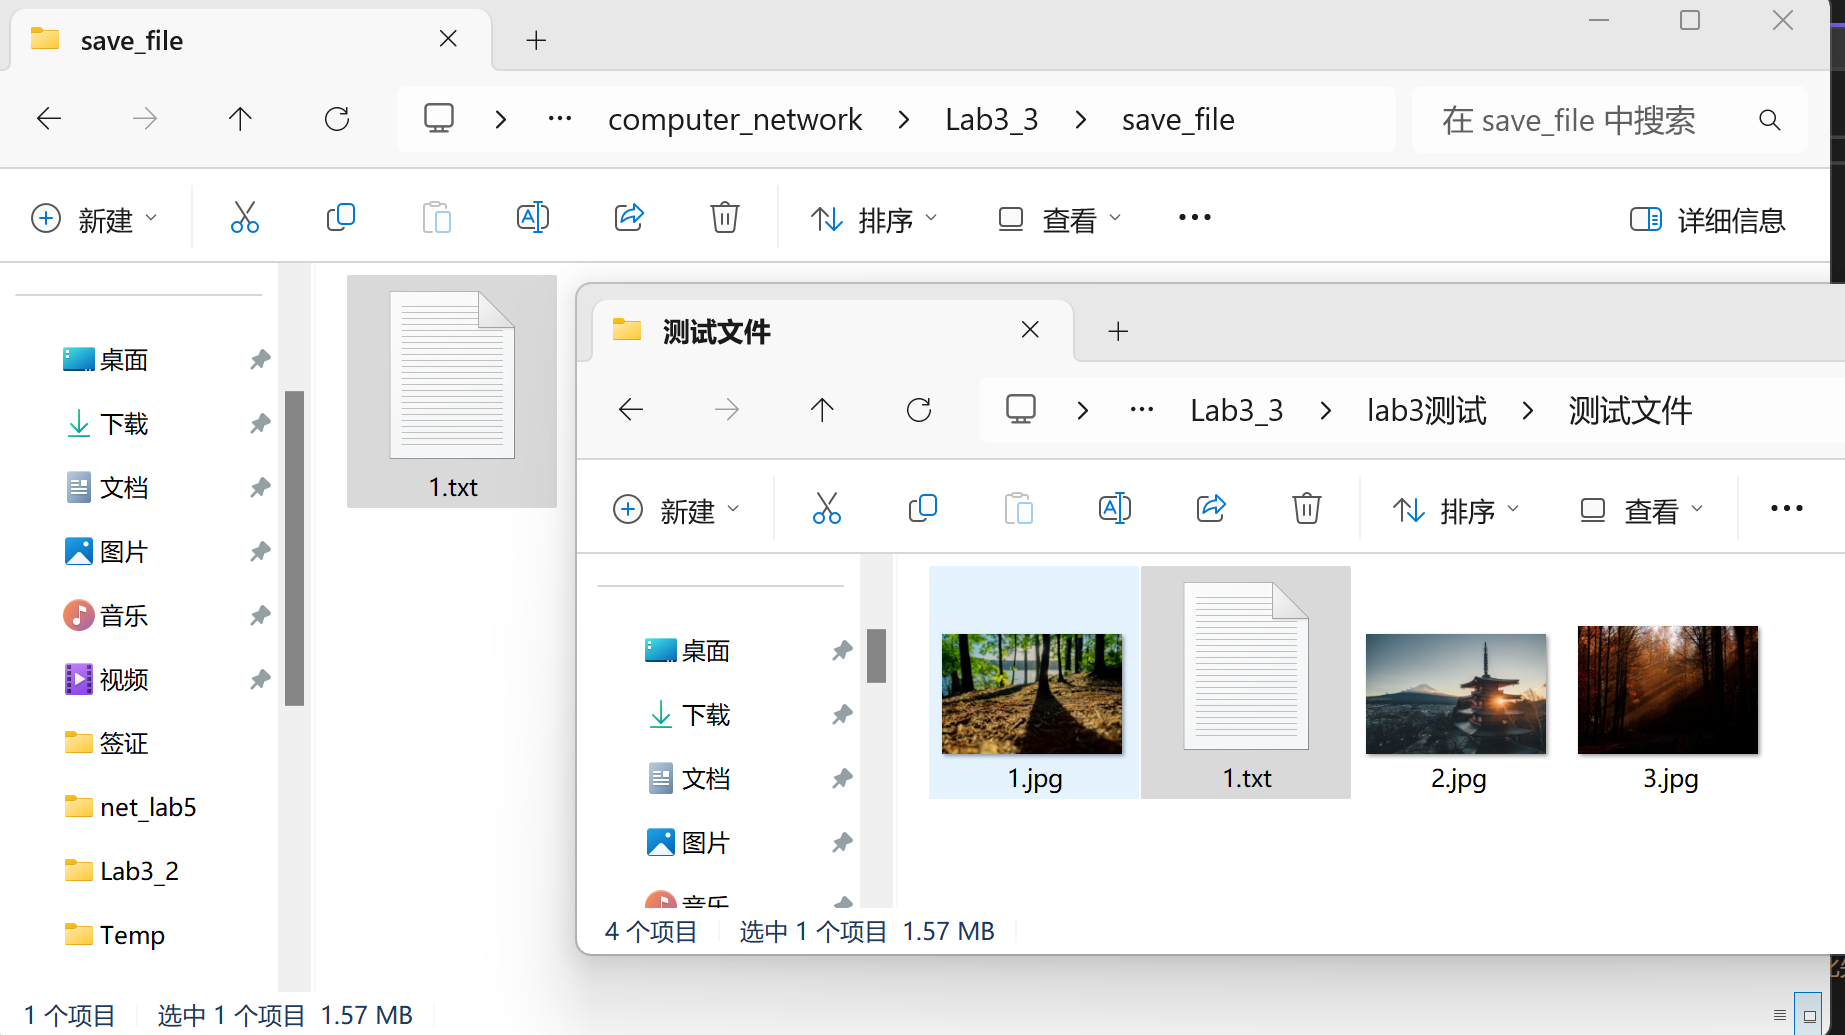 save_file
computer_network Lab3_3 save_file
在 save_file 中搜索
新建 排序 查看 详细信息
桌面
下载
文档
图片
音乐
视频
签证
net_lab5
Lab3_2
Temp
1.txt
1 个项目 选中 1 个项目 1.57 MB
测试文件
Lab3_3 lab3测试 测试文件
新建 排序 查看
桌面
下载
文档
图片
音乐
1.jpg 1.txt 2.jpg 3.jpg
4 个项目 选中 1 个项目 1.57 MB